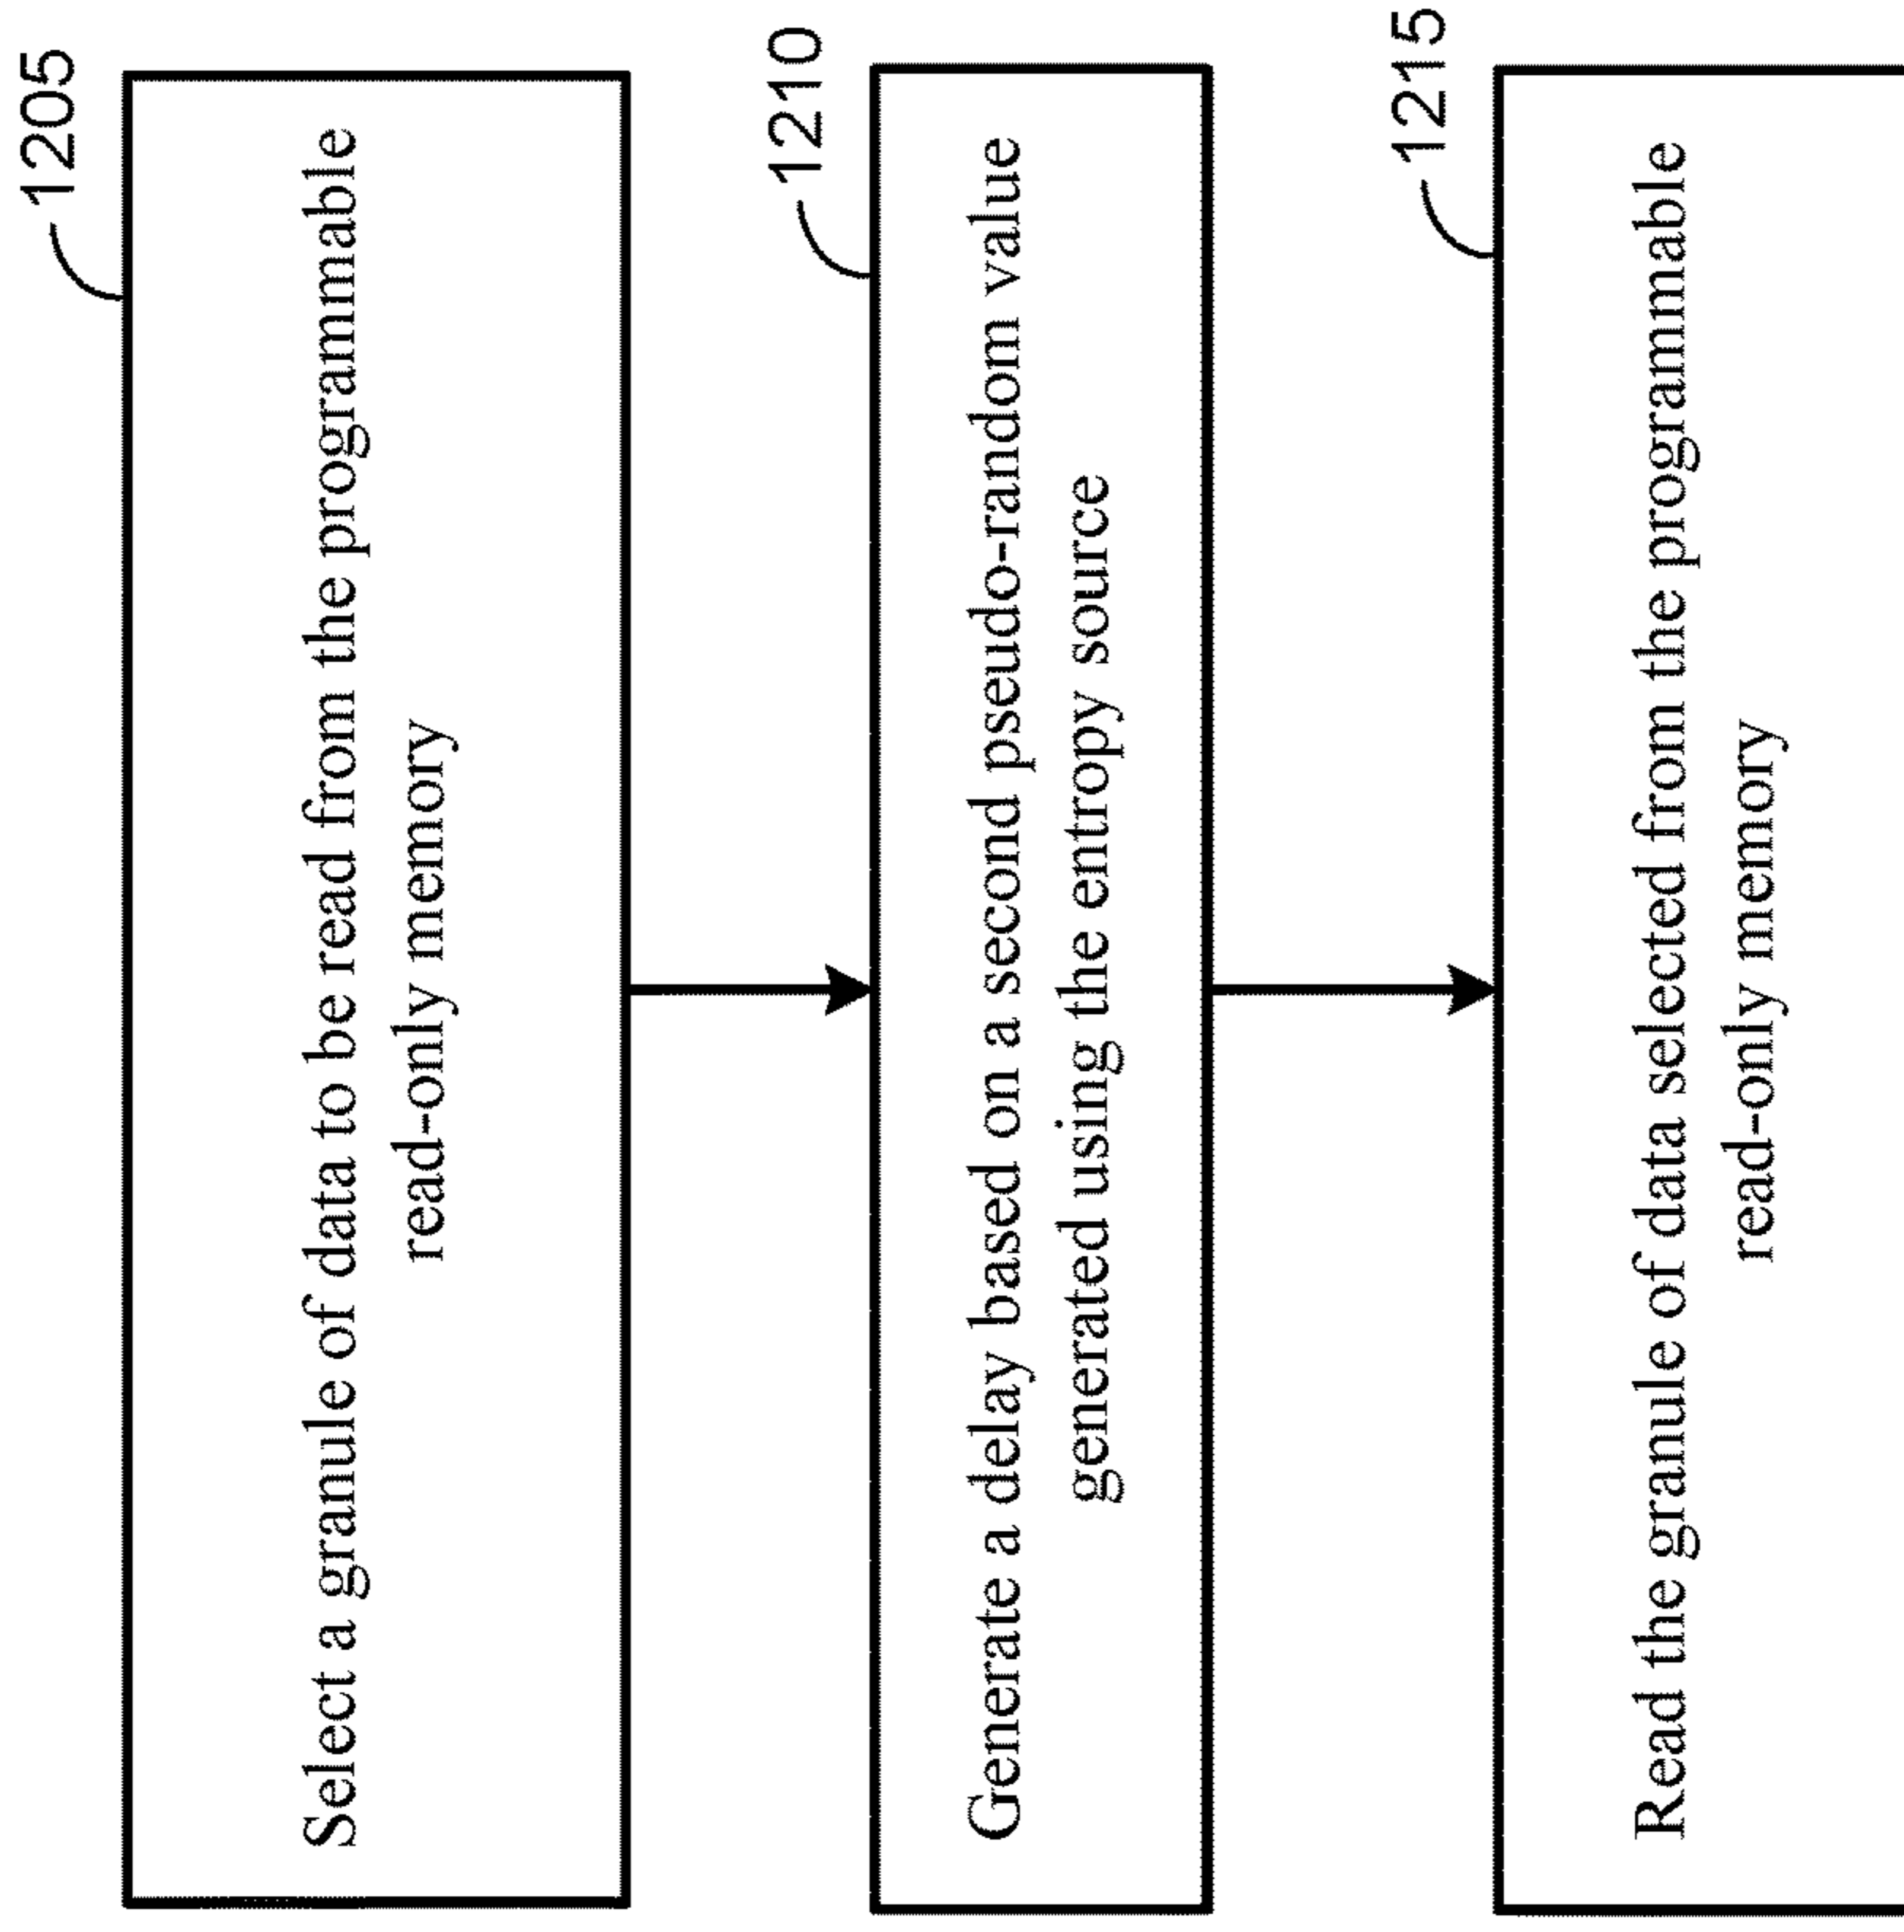 1205
Select a granule of data to be read from the programmable
read-only memory
1210
Generate a delay based on a second pseudo-random value
generated using the entropy source
1215
Read the granule of data selected from the programmable
read-only memory